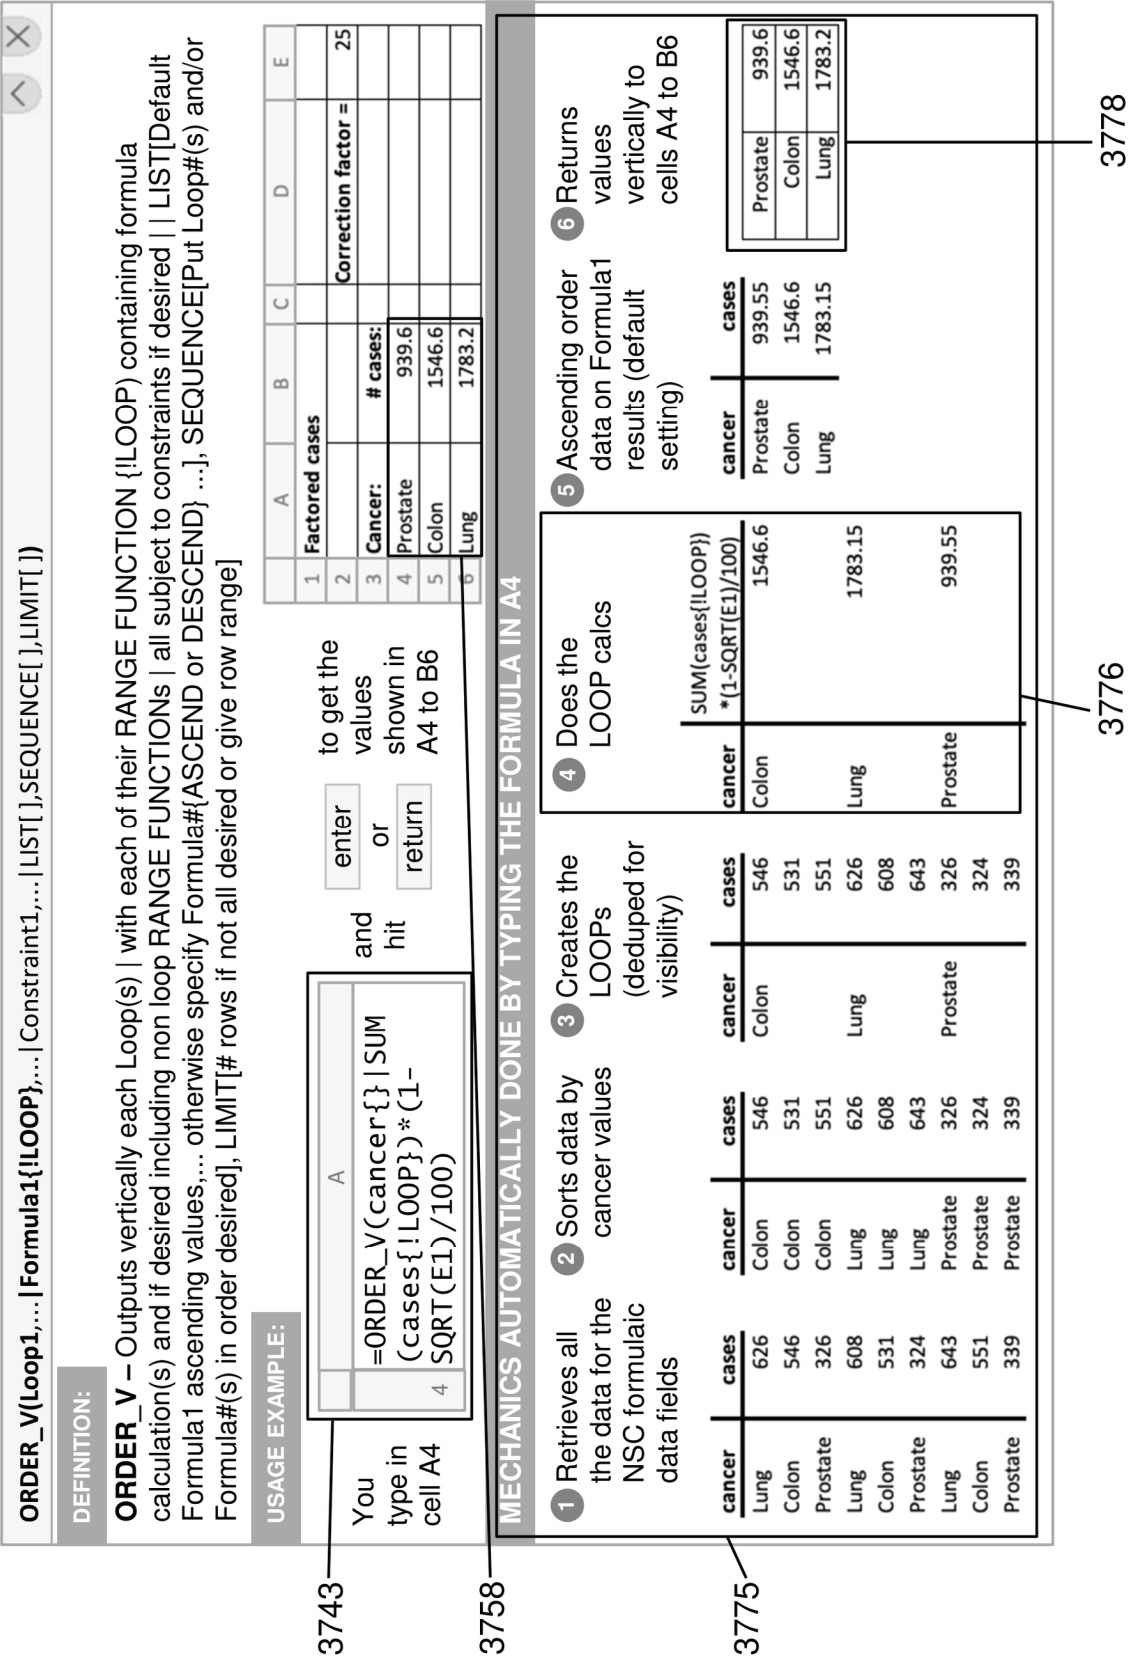 ORDER_V(Loop1,...|Formula1{!LOOP},...|Constraint1,...|LIST[ ],SEQUENCE[ ],LIMIT[ ])
DEFINITION:
ORDER_V – Outputs vertically each Loop(s) | with each of their RANGE FUNCTION {!LOOP) containing formula
calculation(s) and if desired including non loop RANGE FUNCTIONs | all subject to constraints if desired | | LIST[Default
Formula1 ascending values,... otherwise specify Formula#{ASCEND or DESCEND} ...], SEQUENCE[Put Loop#(s) and/or
Formula#(s) in order desired], LIMIT[# rows if not all desired or give row range]
USAGE EXAMPLE:
You
type in
cell A4
A
4
=ORDER_V(cancer{}|SUM
(cases{!LOOP})*(1-
SQRT(E1)/100)
and
hit
enter
or
return
to get the
values
shown in
A4 to B6
A B C D E
1 Factored cases
2 Correction factor = 25
3 Cancer: # cases:
4 Prostate 939.6
5 Colon 1546.6
6 Lung 1783.2
MECHANICS AUTOMATICALLY DONE BY TYPING THE FORMULA IN A4
1 Retrieves all
the data for the
NSC formulaic
data fields
cancer cases
Lung 626
Colon 546
Prostate 326
Lung 608
Colon 531
Prostate 324
Lung 643
Colon 551
Prostate 339
2 Sorts data by
cancer values
cancer cases
Colon 546
Colon 531
Colon 551
Lung 626
Lung 608
Lung 643
Prostate 326
Prostate 324
Prostate 339
3 Creates the
LOOPs
(deduped for
visibility)
cancer cases
Colon 546
531
551
Lung 626
608
643
Prostate 326
324
339
4 Does the
LOOP calcs
SUM(cases{!LOOP})
cancer *(1-SQRT(E1)/100)
Colon 1546.6
Lung 1783.15
Prostate 939.55
5 Ascending order
data on Formula1
results (default
setting)
cancer cases
Prostate 939.55
Colon 1546.6
Lung 1783.15
6 Returns
values
vertically to
cells A4 to B6
Prostate 939.6
Colon 1546.6
Lung 1783.2
3743
3758
3775
3776
3778